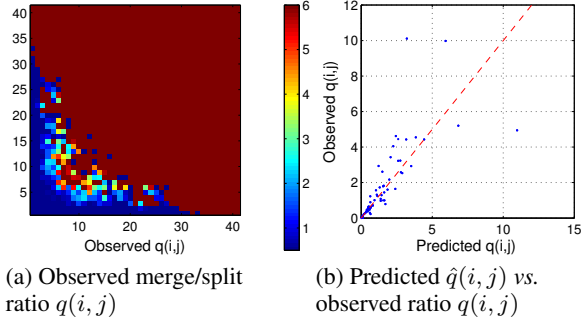 40
35
30
25
20
15
10
5
10 20 30 40
Observed q(i,j)
6
5
4
3
2
1
Observed q(i,j)
12
10
8
6
4
2
0
0 5 10 15
Predicted q(i,j)
(a) Observed merge/split
ratio q(i, j)
(b) Predicted q̂(i, j) vs.
observed ratio q(i, j)